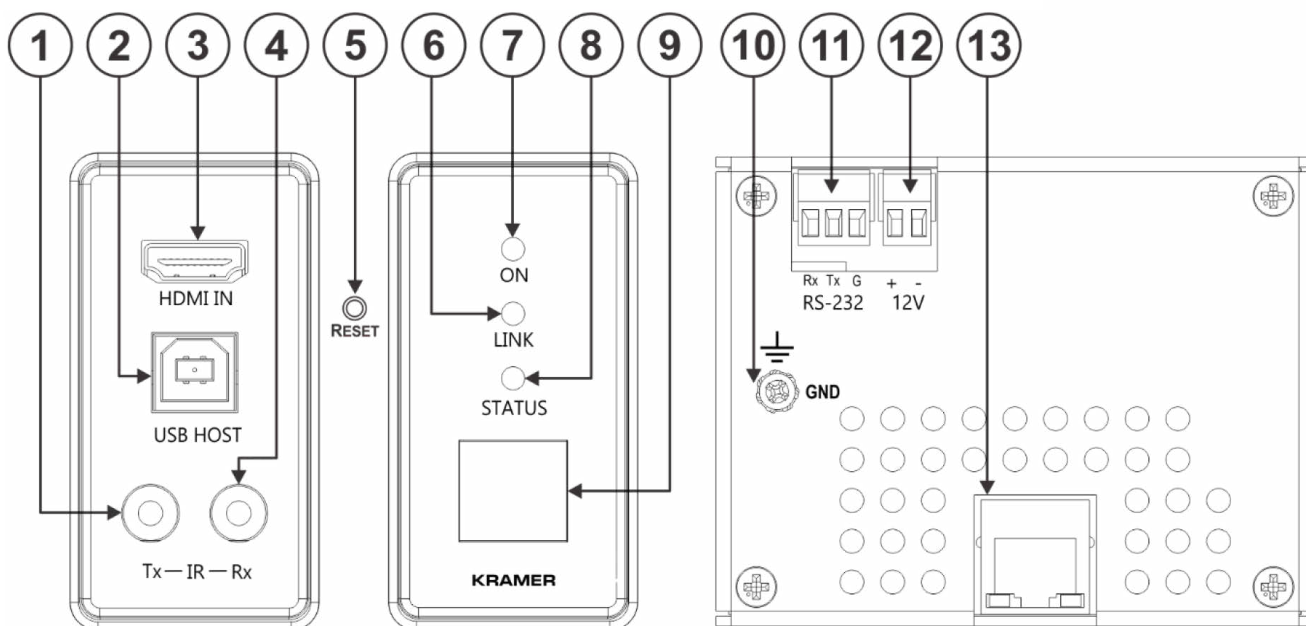 1 2 3 4 5 6 7 8 9 10 11 12 13
HDMI IN
USB HOST
Tx — IR — Rx
RESET
ON
LINK
STATUS
KRAMER
Rx Tx G + -
RS-232 12V
GND